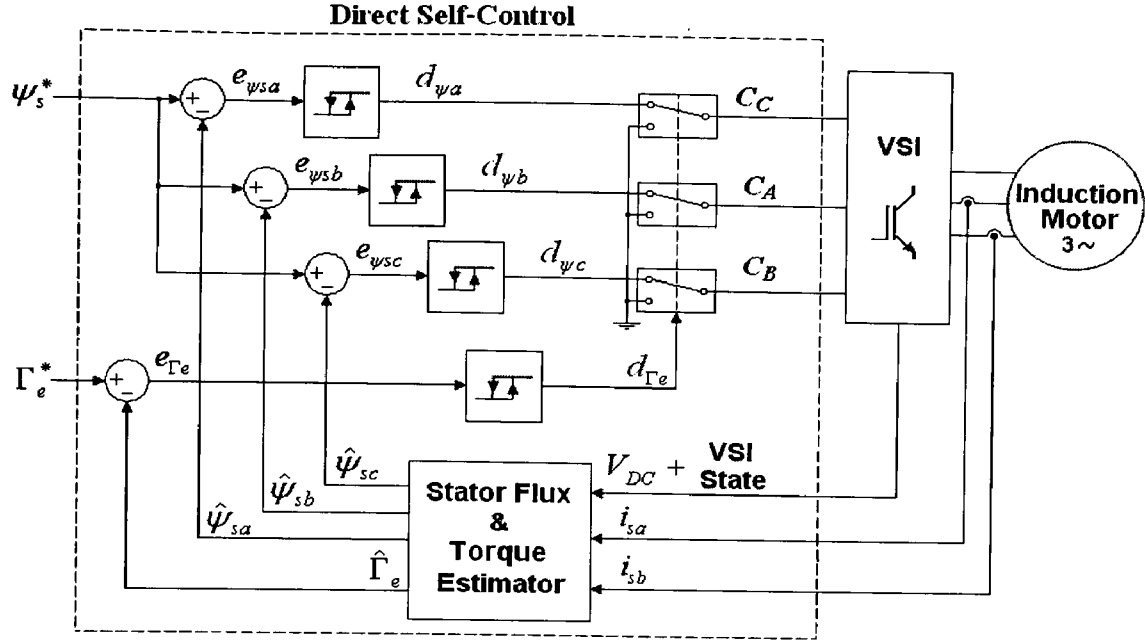 Direct Self-Control
ψs*
+
−
eψsa
dψa
CC
VSI
+
−
eψsb
dψb
CA
Induction
Motor
3~
+
−
eψsc
dψc
CB
Γe*
+
−
eΓe
dΓe
ψ̂sc
ψ̂sb
ψ̂sa
Γ̂e
Stator Flux
&
Torque
Estimator
VDC + VSI
State
isa
isb